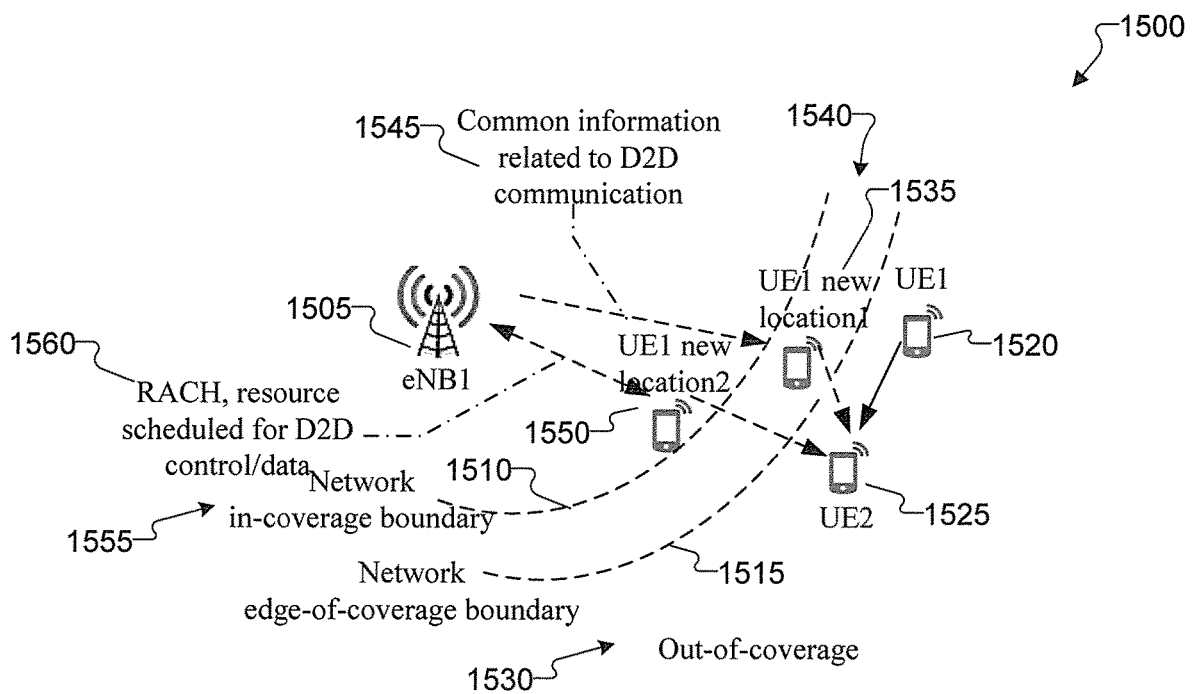 1500
1545
Common information
related to D2D
communication
1540
1535
UE1 new
location1
UE1
1520
1505
eNB1
UE1 new
location2
1550
1560
RACH, resource
scheduled for D2D
control/data
1510
Network
in-coverage boundary
1555
UE2
1525
1515
Network
edge-of-coverage boundary
1530
Out-of-coverage